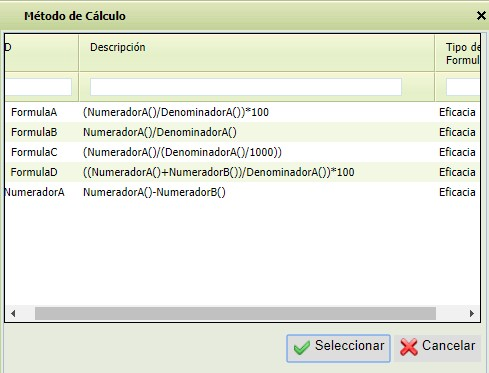 Método de Cálculo
D Descripción Tipo de
Formul
FormulaA (NumeradorA()/DenominadorA())*100 Eficacia
FormulaB NumeradorA()/DenominadorA() Eficacia
FormulaC (NumeradorA()/(DenominadorA()/1000)) Eficacia
FormulaD ((NumeradorA()+NumeradorB())/DenominadorA())*100 Eficacia
NumeradorA NumeradorA()-NumeradorB() Eficacia
Seleccionar Cancelar